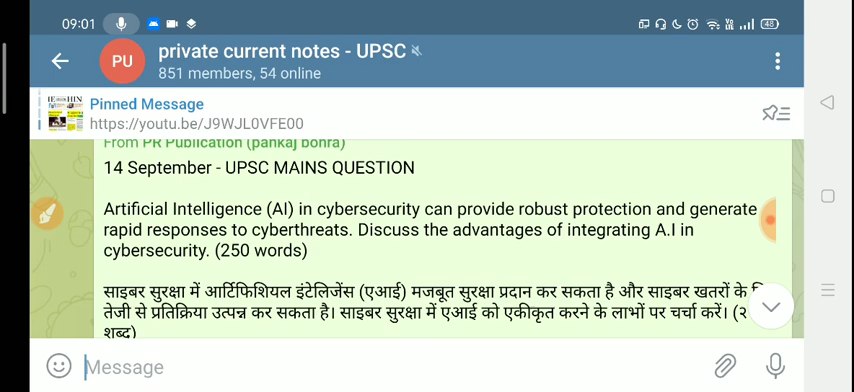 09:01
48
PU
private current notes - UPSC
851 members, 54 online
Pinned Message
https://youtu.be/J9WJL0VFE00
From PR Publication (pankaj bohra)
14 September - UPSC MAINS QUESTION
Artificial Intelligence (AI) in cybersecurity can provide robust protection and generate
rapid responses to cyberthreats. Discuss the advantages of integrating A.I in
cybersecurity. (250 words)
साइबर सुरक्षा में आर्टिफिशियल इंटेलिजेंस (एआई) मजबूत सुरक्षा प्रदान कर सकता है और साइबर खतरों के
तेजी से प्रतिक्रिया उत्पन्न कर सकता है। साइबर सुरक्षा में एआई को एकीकृत करने के लाभों पर चर्चा करें।
शब्द)
Message